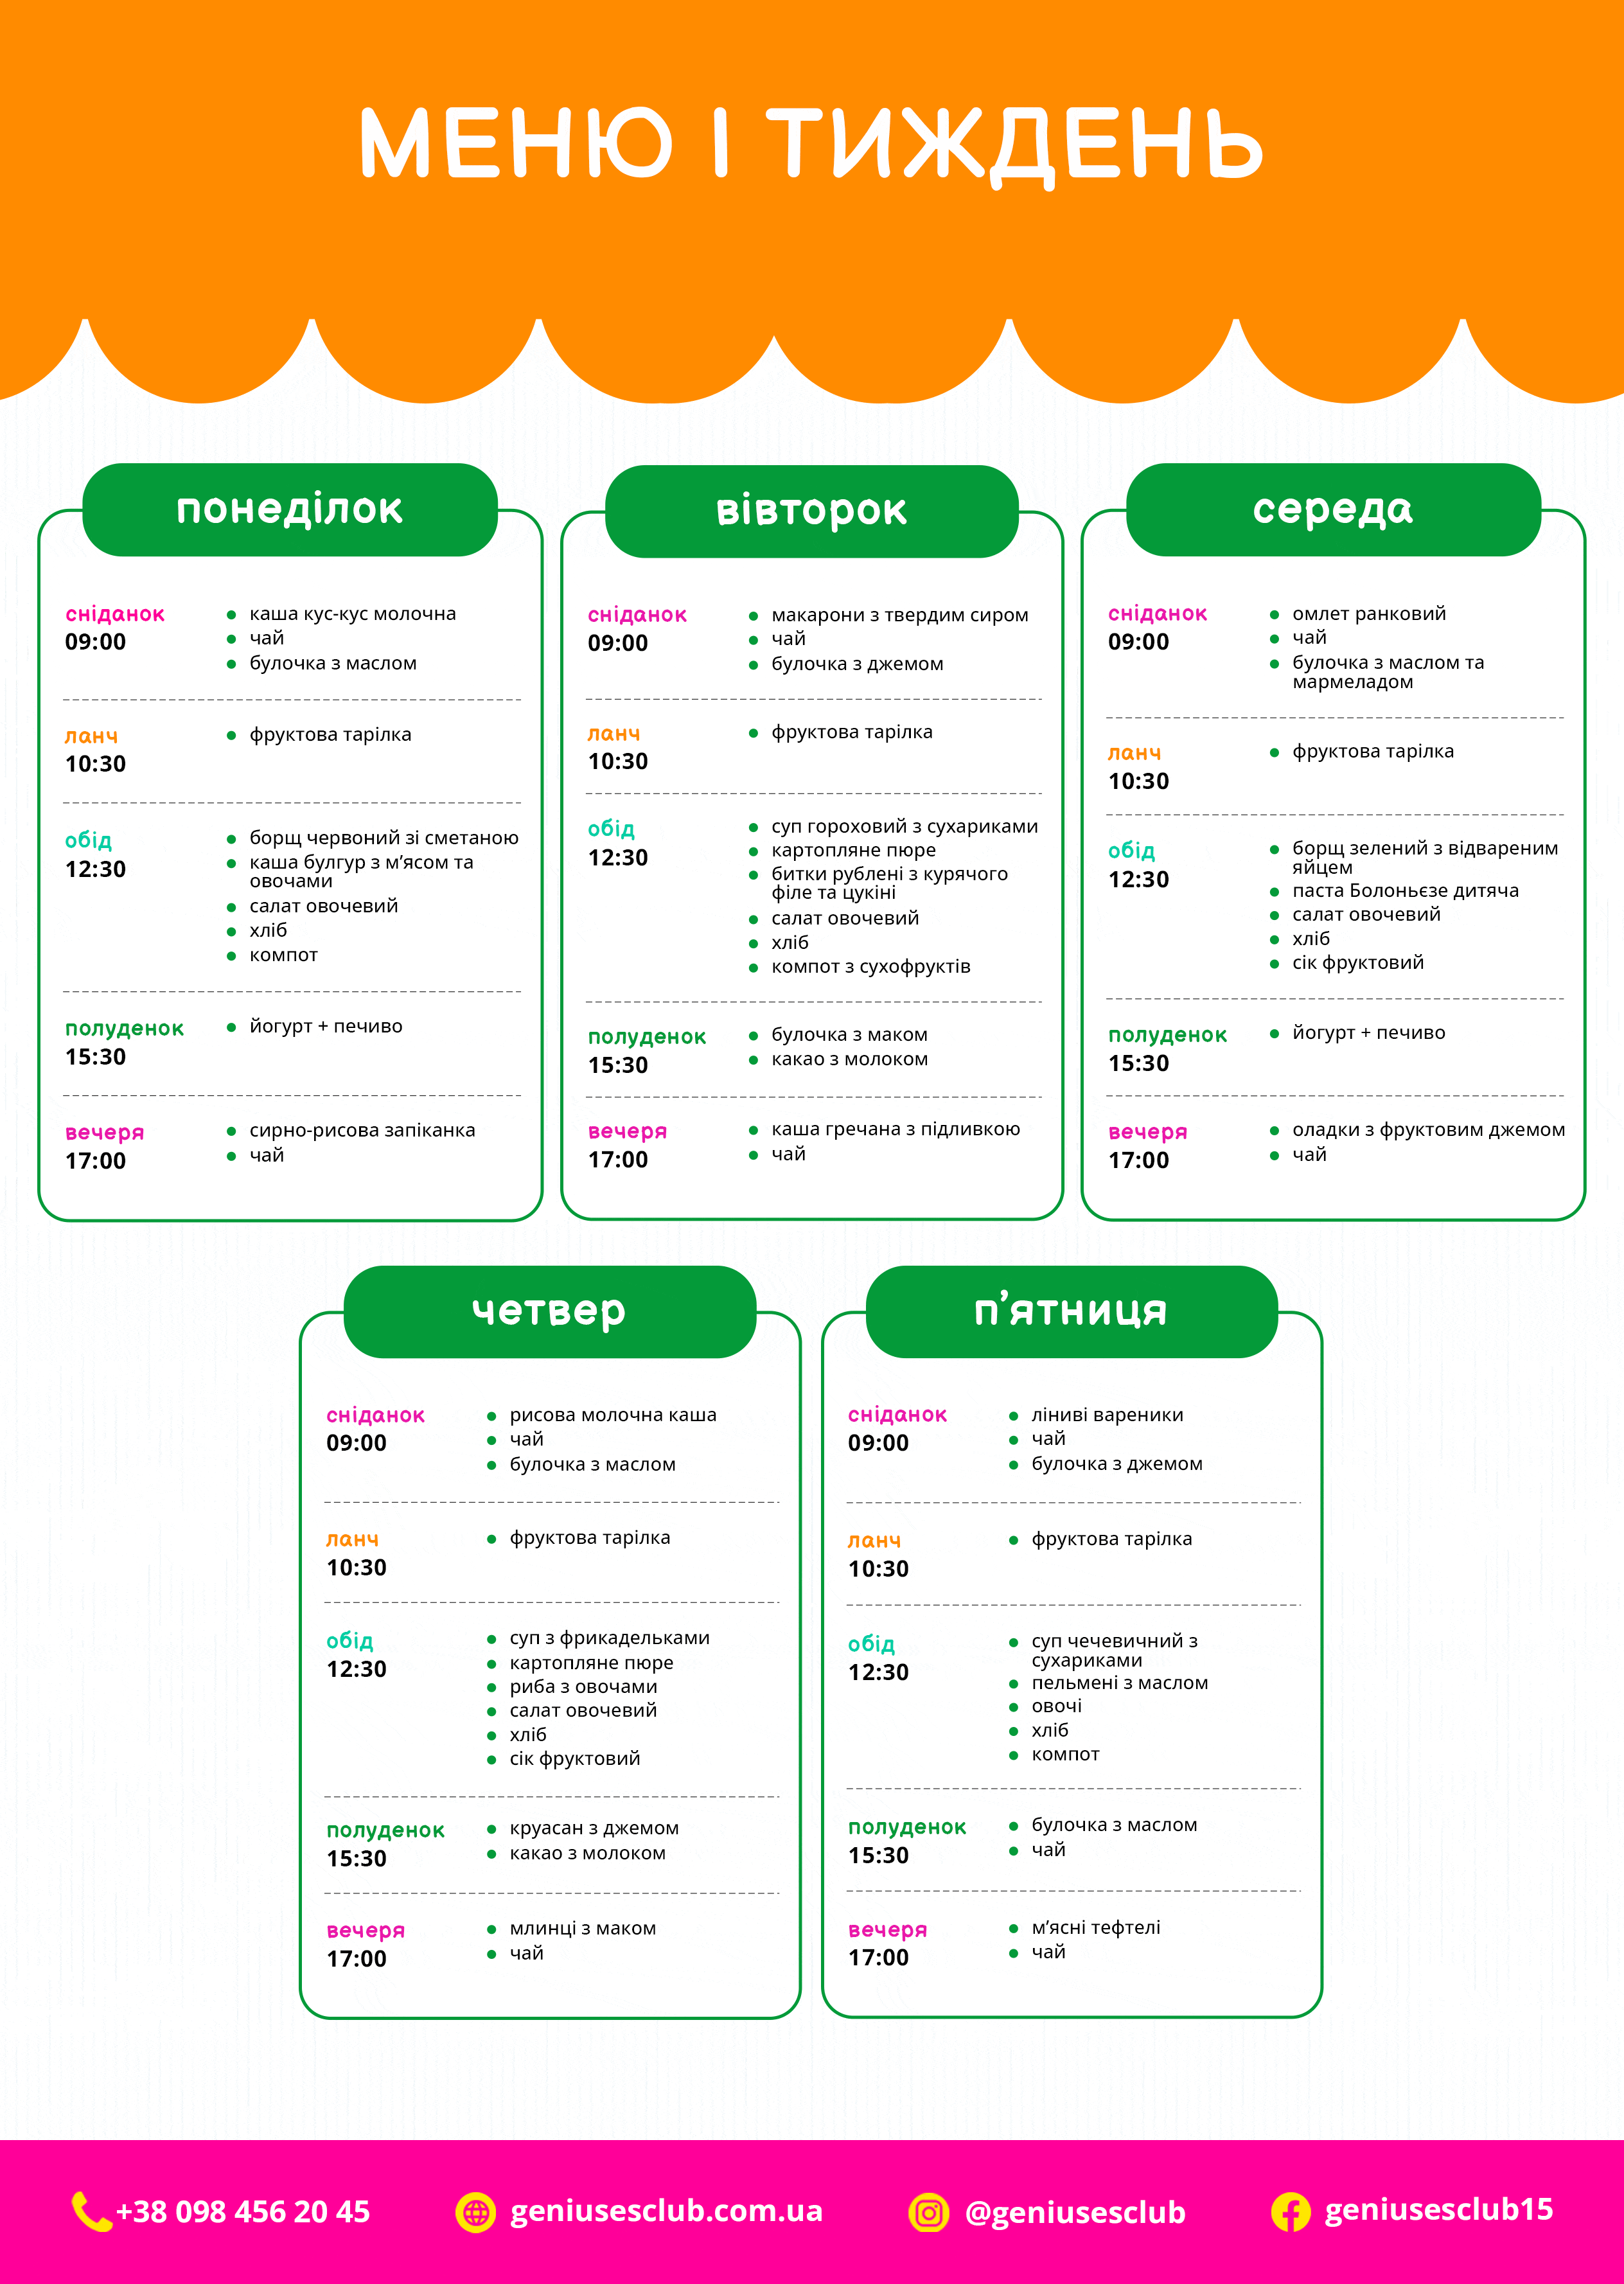 МЕНЮ І ТИЖДЕНЬ
понеділок
сніданок
09:00
каша кус-кус молочна
чай
булочка з маслом
ланч
10:30
фруктова тарілка
обід
12:30
борщ червоний зі сметаною
каша булгур з м’ясом та
овочами
салат овочевий
хліб
компот
полуденок
15:30
йогурт + печиво
вечеря
17:00
сирно-рисова запіканка
чай
вівторок
сніданок
09:00
макарони з твердим сиром
чай
булочка з джемом
ланч
10:30
фруктова тарілка
обід
12:30
суп гороховий з сухариками
картопляне пюре
битки рублені з курячого
філе та цукіні
салат овочевий
хліб
компот з сухофруктів
полуденок
15:30
булочка з маком
какао з молоком
вечеря
17:00
каша гречана з підливкою
чай
середа
сніданок
09:00
омлет ранковий
чай
булочка з маслом та
мармеладом
ланч
10:30
фруктова тарілка
обід
12:30
борщ зелений з відвареним
яйцем
паста Болоньєзе дитяча
салат овочевий
хліб
сік фруктовий
полуденок
15:30
йогурт + печиво
вечеря
17:00
оладки з фруктовим джемом
чай
четвер
сніданок
09:00
рисова молочна каша
чай
булочка з маслом
ланч
10:30
фруктова тарілка
обід
12:30
суп з фрикадельками
картопляне пюре
риба з овочами
салат овочевий
хліб
сік фруктовий
полуденок
15:30
круасан з джемом
какао з молоком
вечеря
17:00
млинці з маком
чай
п’ятниця
сніданок
09:00
ліниві вареники
чай
булочка з джемом
ланч
10:30
фруктова тарілка
обід
12:30
суп чечевичний з
сухариками
пельмені з маслом
овочі
хліб
компот
полуденок
15:30
булочка з маслом
чай
вечеря
17:00
м’ясні тефтелі
чай
+38 098 456 20 45
geniusesclub.com.ua
@geniusesclub
geniusesclub15